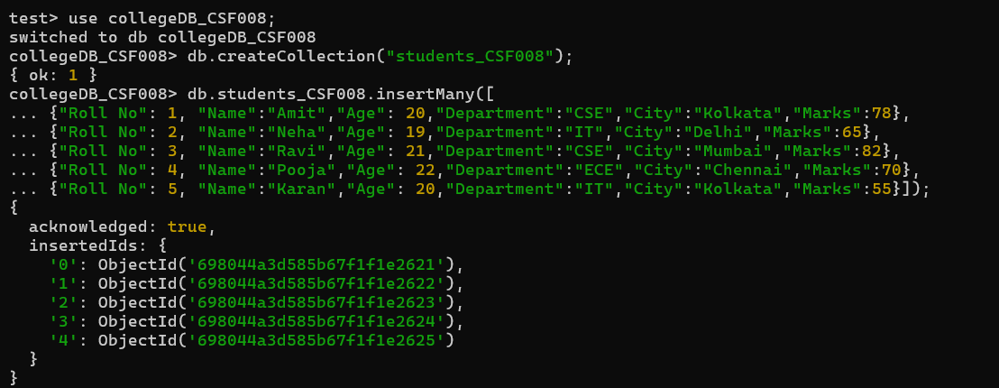 test> use collegeDB_CSF008;
switched to db collegeDB_CSF008
collegeDB_CSF008> db.createCollection("students_CSF008");
{ ok: 1 }
collegeDB_CSF008> db.students_CSF008.insertMany([
... {"Roll No": 1, "Name":"Amit","Age": 20,"Department":"CSE","City":"Kolkata","Marks":78},
... {"Roll No": 2, "Name":"Neha","Age": 19,"Department":"IT","City":"Delhi","Marks":65},
... {"Roll No": 3, "Name":"Ravi","Age": 21,"Department":"CSE","City":"Mumbai","Marks":82},
... {"Roll No": 4, "Name":"Pooja","Age": 22,"Department":"ECE","City":"Chennai","Marks":70},
... {"Roll No": 5, "Name":"Karan","Age": 20,"Department":"IT","City":"Kolkata","Marks":55}]);
{
  acknowledged: true,
  insertedIds: {
    '0': ObjectId('698044a3d585b67f1f1e2621'),
    '1': ObjectId('698044a3d585b67f1f1e2622'),
    '2': ObjectId('698044a3d585b67f1f1e2623'),
    '3': ObjectId('698044a3d585b67f1f1e2624'),
    '4': ObjectId('698044a3d585b67f1f1e2625')
  }
}